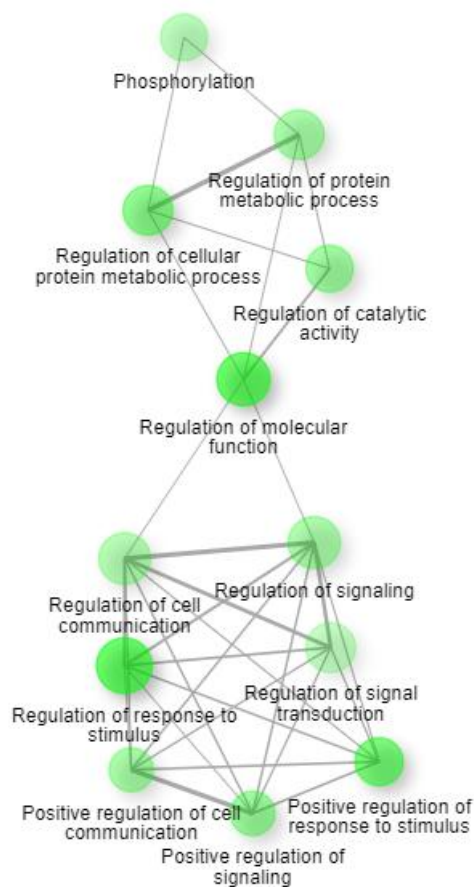 Phosphorylation
Regulation of protein
metabolic process
Regulation of cellular
protein metabolic process
Regulation of catalytic
activity
Regulation of molecular
function
Regulation of signaling
Regulation of cell
communication
Regulation of signal
transduction
Regulation of response to
stimulus
Positive regulation of cell
communication
Positive regulation of
response to stimulus
Positive regulation of
signaling